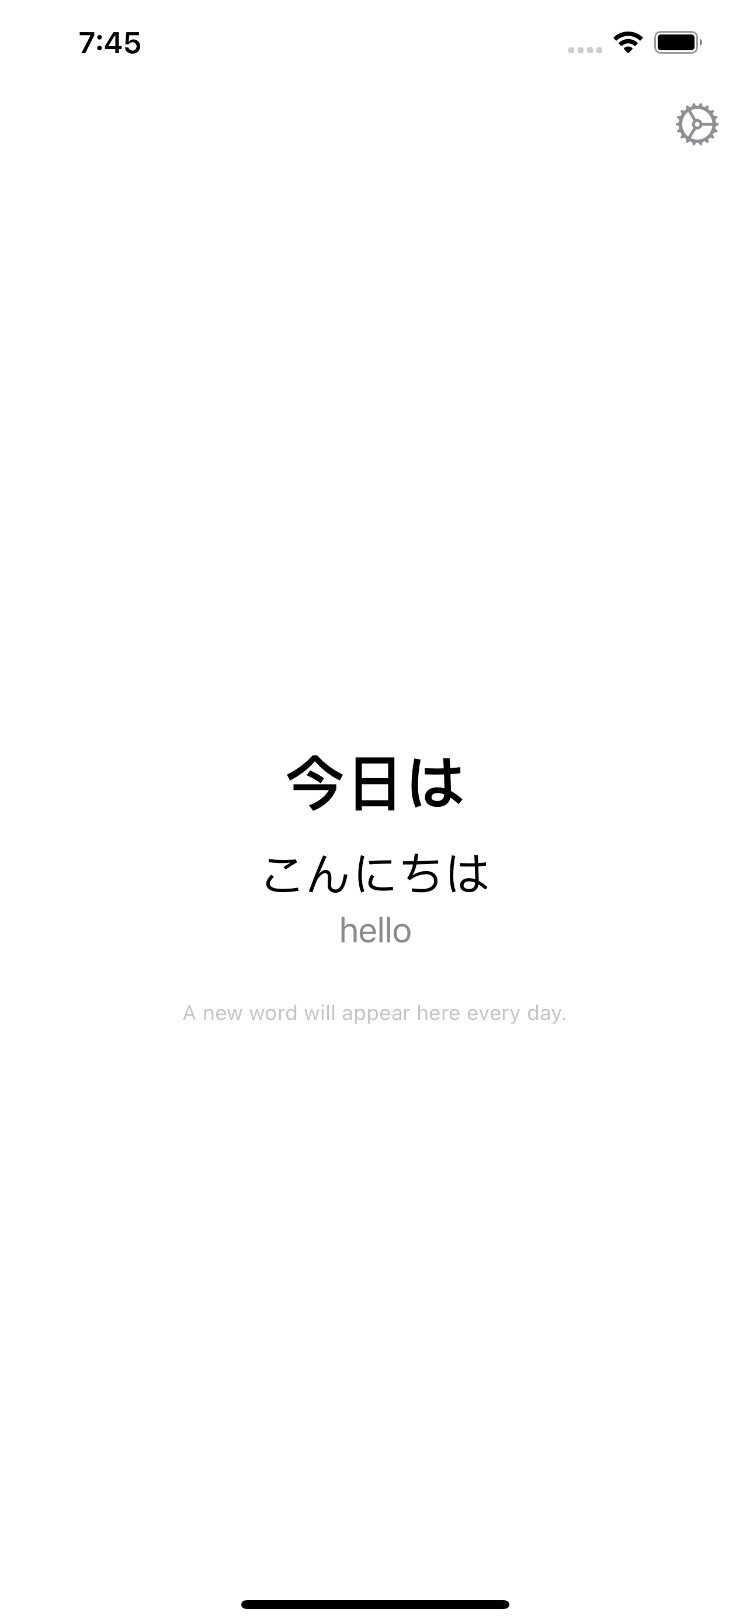 7:45
今日は
こんにちは
hello
A new word will appear here every day.